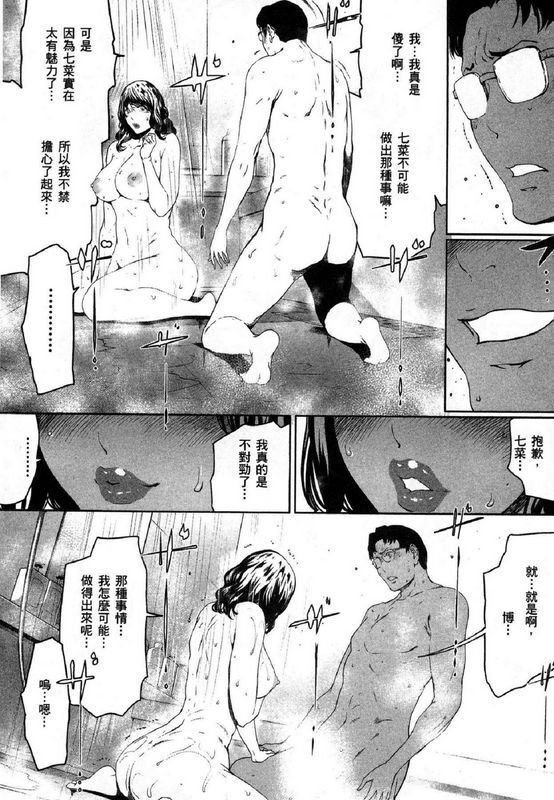 我⋯我真是
傻了啊⋯
七菜不可能
做出那種事嘛⋯
可是
因為七菜實在
太有魅力了⋯
所以我不禁
擔心了起來⋯
⋯⋯⋯⋯
抱歉，
七菜⋯
我真的是
不對勁了⋯
⋯⋯⋯
就⋯就是啊，
博⋯
那種事情⋯
我怎麼可能
做得出來呢⋯
嗚⋯嗯⋯